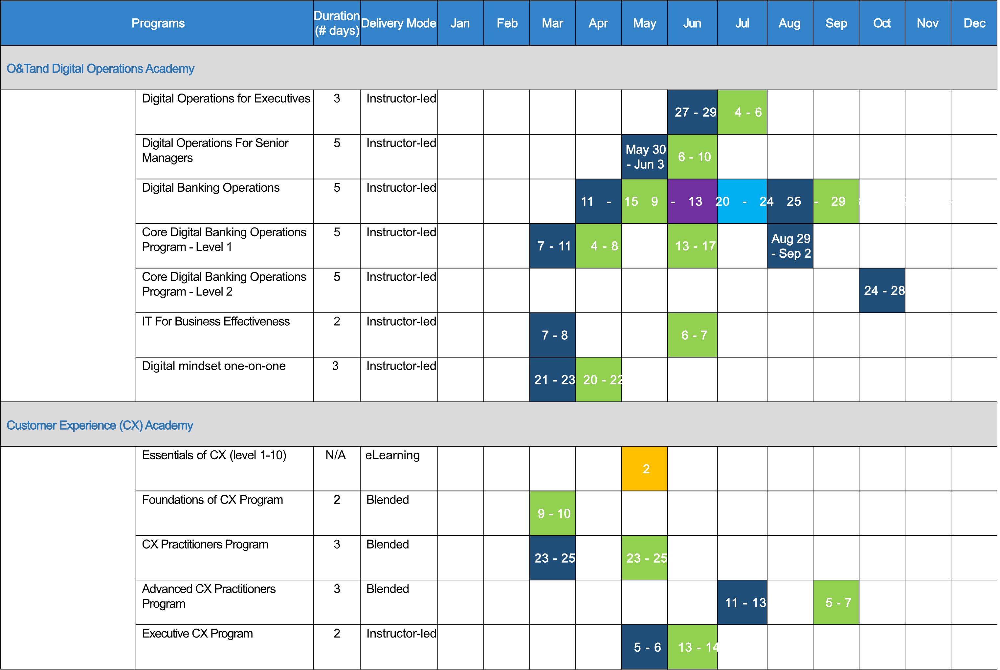 Programs Duration (# days) Delivery Mode Jan Feb Mar Apr May Jun Jul Aug Sep Oct Nov Dec
O&Tand Digital Operations Academy
Digital Operations for Executives 3 Instructor-led 27 - 29 4 - 6
Digital Operations For Senior Managers 5 Instructor-led May 30 - Jun 3 6 - 10
Digital Banking Operations 5 Instructor-led 11 - 15 9 - 13 20 - 24 25 - 29
Core Digital Banking Operations Program - Level 1 5 Instructor-led 7 - 11 4 - 8 13 - 17 Aug 29 - Sep 2
Core Digital Banking Operations Program - Level 2 5 Instructor-led 24 - 28
IT For Business Effectiveness 2 Instructor-led 7 - 8 6 - 7
Digital mindset one-on-one 3 Instructor-led 21 - 23 20 - 22
Customer Experience (CX) Academy
Essentials of CX (level 1-10) N/A eLearning 2
Foundations of CX Program 2 Blended 9 - 10
CX Practitioners Program 3 Blended 23 - 25 23 - 25
Advanced CX Practitioners Program 3 Blended 11 - 13 5 - 7
Executive CX Program 2 Instructor-led 5 - 6 13 - 14